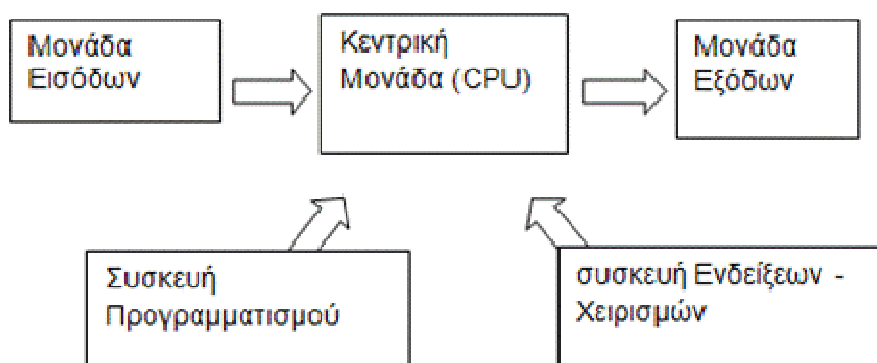 Μονάδα
Εισόδων
Κεντρική
Μονάδα (CPU)
Μονάδα
Εξόδων
Συσκευή
Προγραμματισμού
συσκευή Ενδείξεων -
Χειρισμών